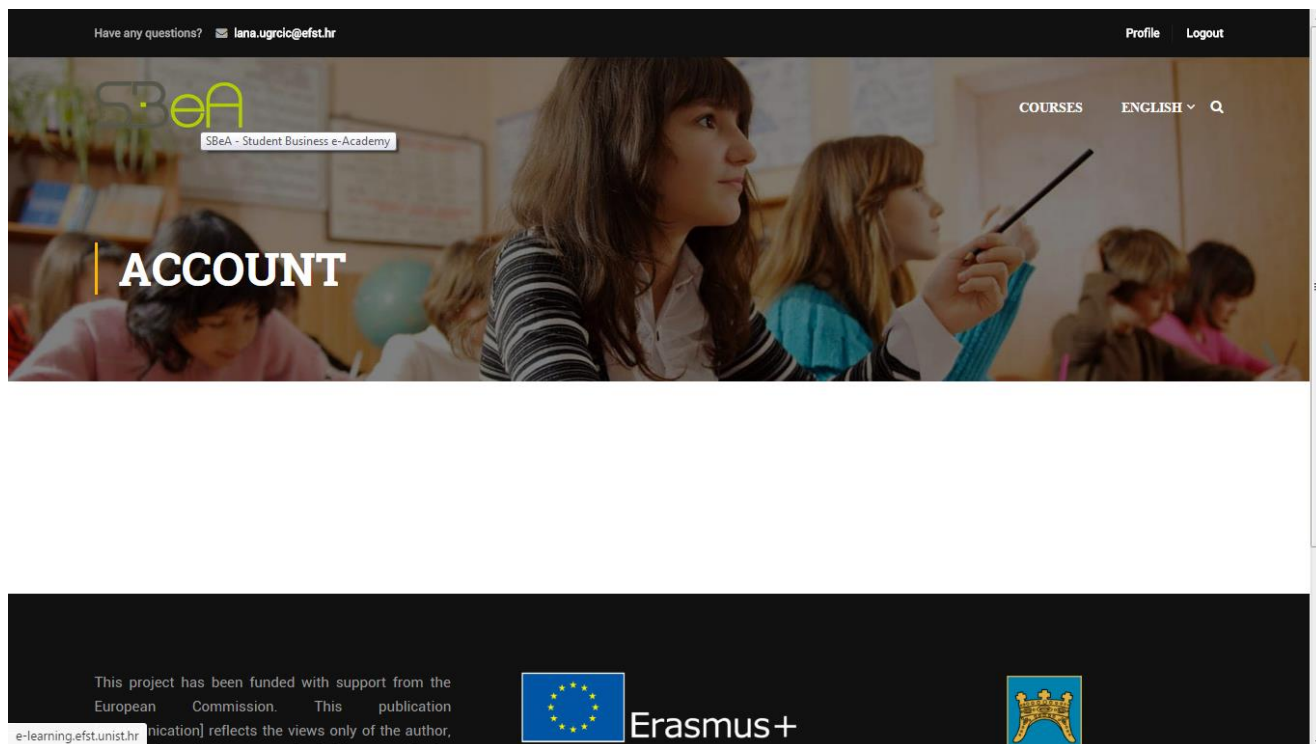 Have any questions? lana.ugrcic@efst.hr Profile Logout
SBeA
COURSES ENGLISH
SBeA - Student Business e-Academy
ACCOUNT
This project has been funded with support from the
European Commission. This publication
nication] reflects the views only of the author,
Erasmus+
e-learning.efst.unist.hr